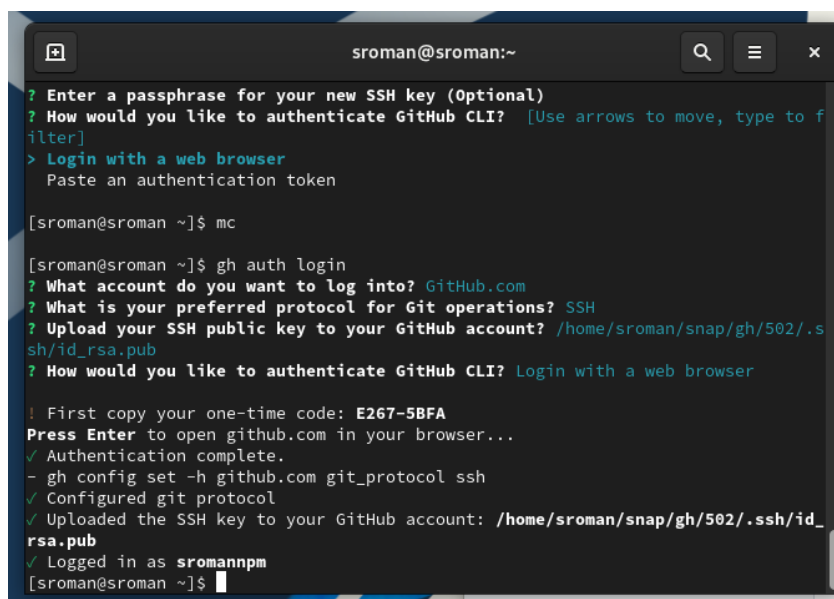 sroman@sroman:~
? Enter a passphrase for your new SSH key (Optional)
? How would you like to authenticate GitHub CLI?  [Use arrows to move, type to f
ilter]
> Login with a web browser
  Paste an authentication token
[sroman@sroman ~]$ mc
[sroman@sroman ~]$ gh auth login
? What account do you want to log into? GitHub.com
? What is your preferred protocol for Git operations? SSH
? Upload your SSH public key to your GitHub account? /home/sroman/snap/gh/502/.s
sh/id_rsa.pub
? How would you like to authenticate GitHub CLI? Login with a web browser
! First copy your one-time code: E267-5BFA
Press Enter to open github.com in your browser...
✓ Authentication complete.
- gh config set -h github.com git_protocol ssh
✓ Configured git protocol
✓ Uploaded the SSH key to your GitHub account: /home/sroman/snap/gh/502/.ssh/id_
rsa.pub
✓ Logged in as sromannpm
[sroman@sroman ~]$